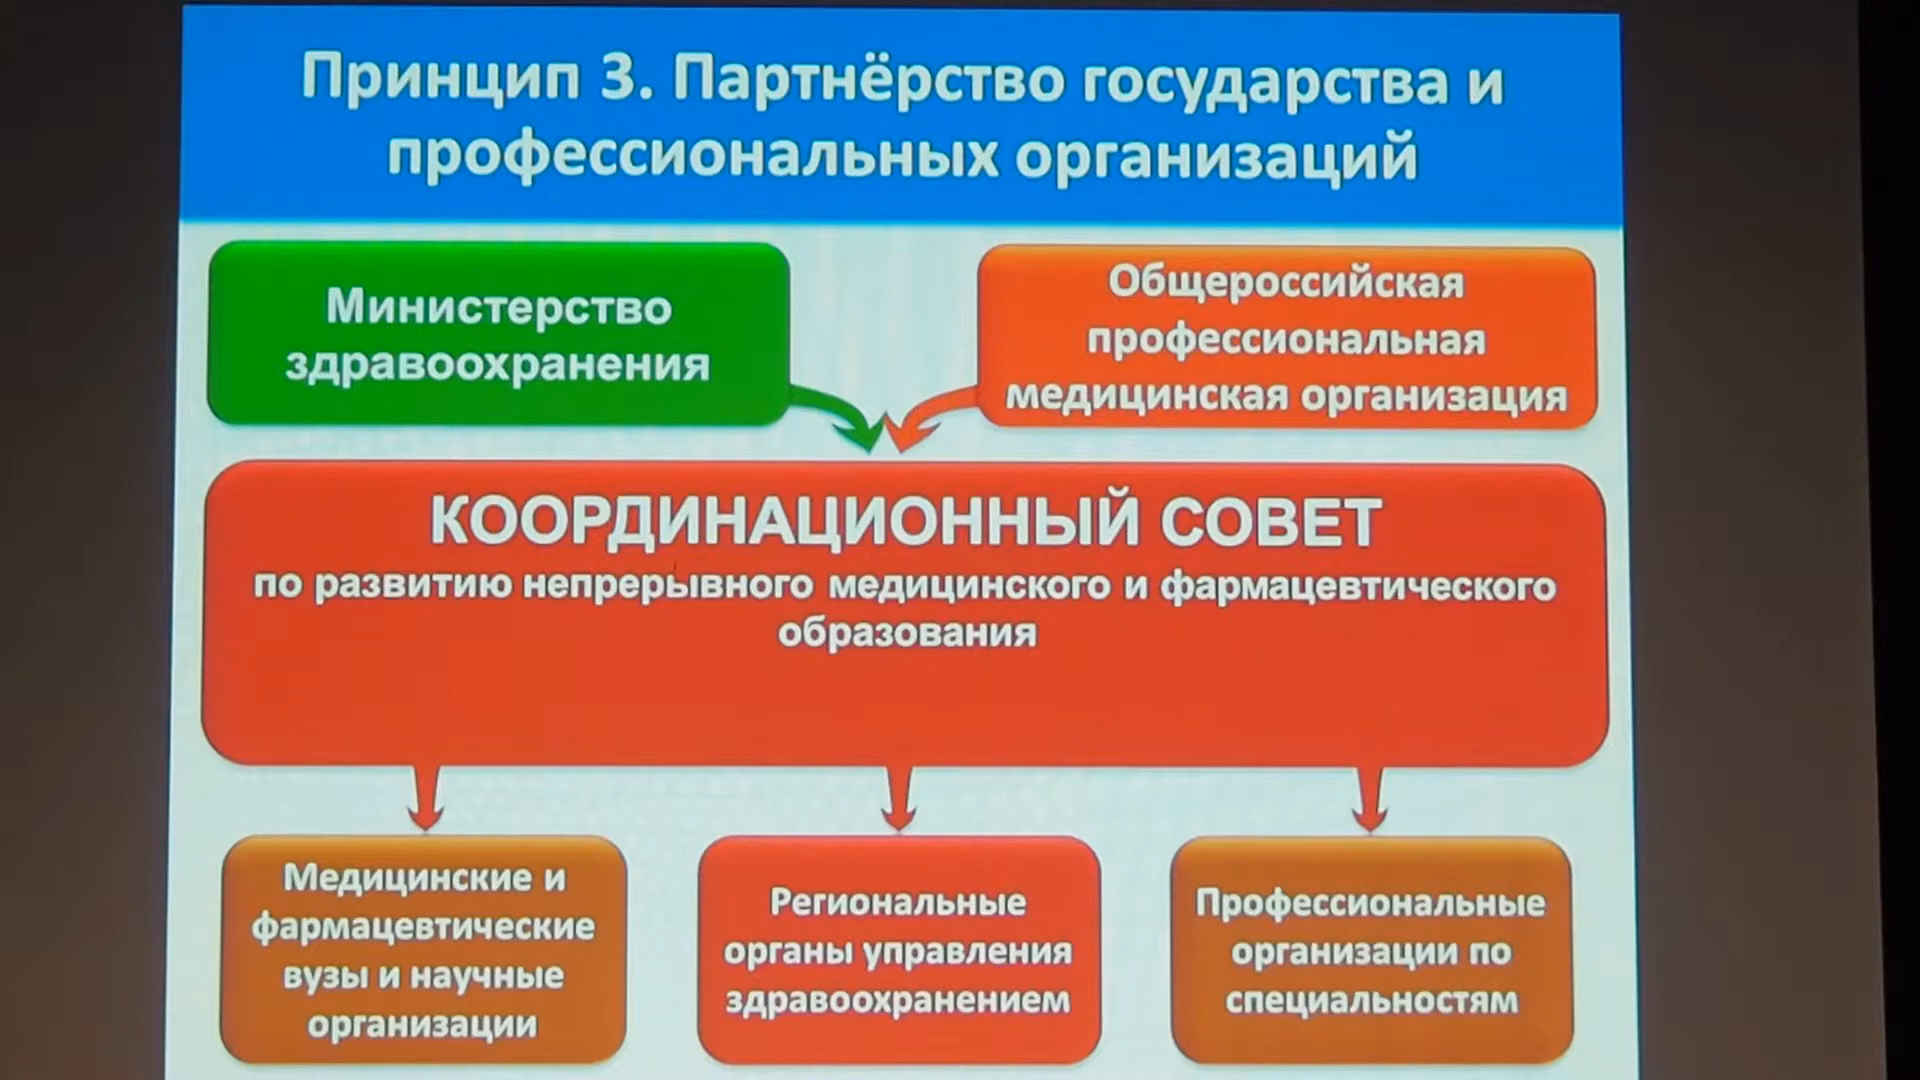 Принцип 3. Партнёрство государства и
профессиональных организаций
Министерство
здравоохранения
Общероссийская
профессиональная
медицинская организация
КООРДИНАЦИОННЫЙ СОВЕТ
по развитию непрерывного медицинского и фармацевтического
образования
Медицинские и
фармацевтические
вузы и научные
организации
Региональные
органы управления
здравоохранением
Профессиональные
организации по
специальностям